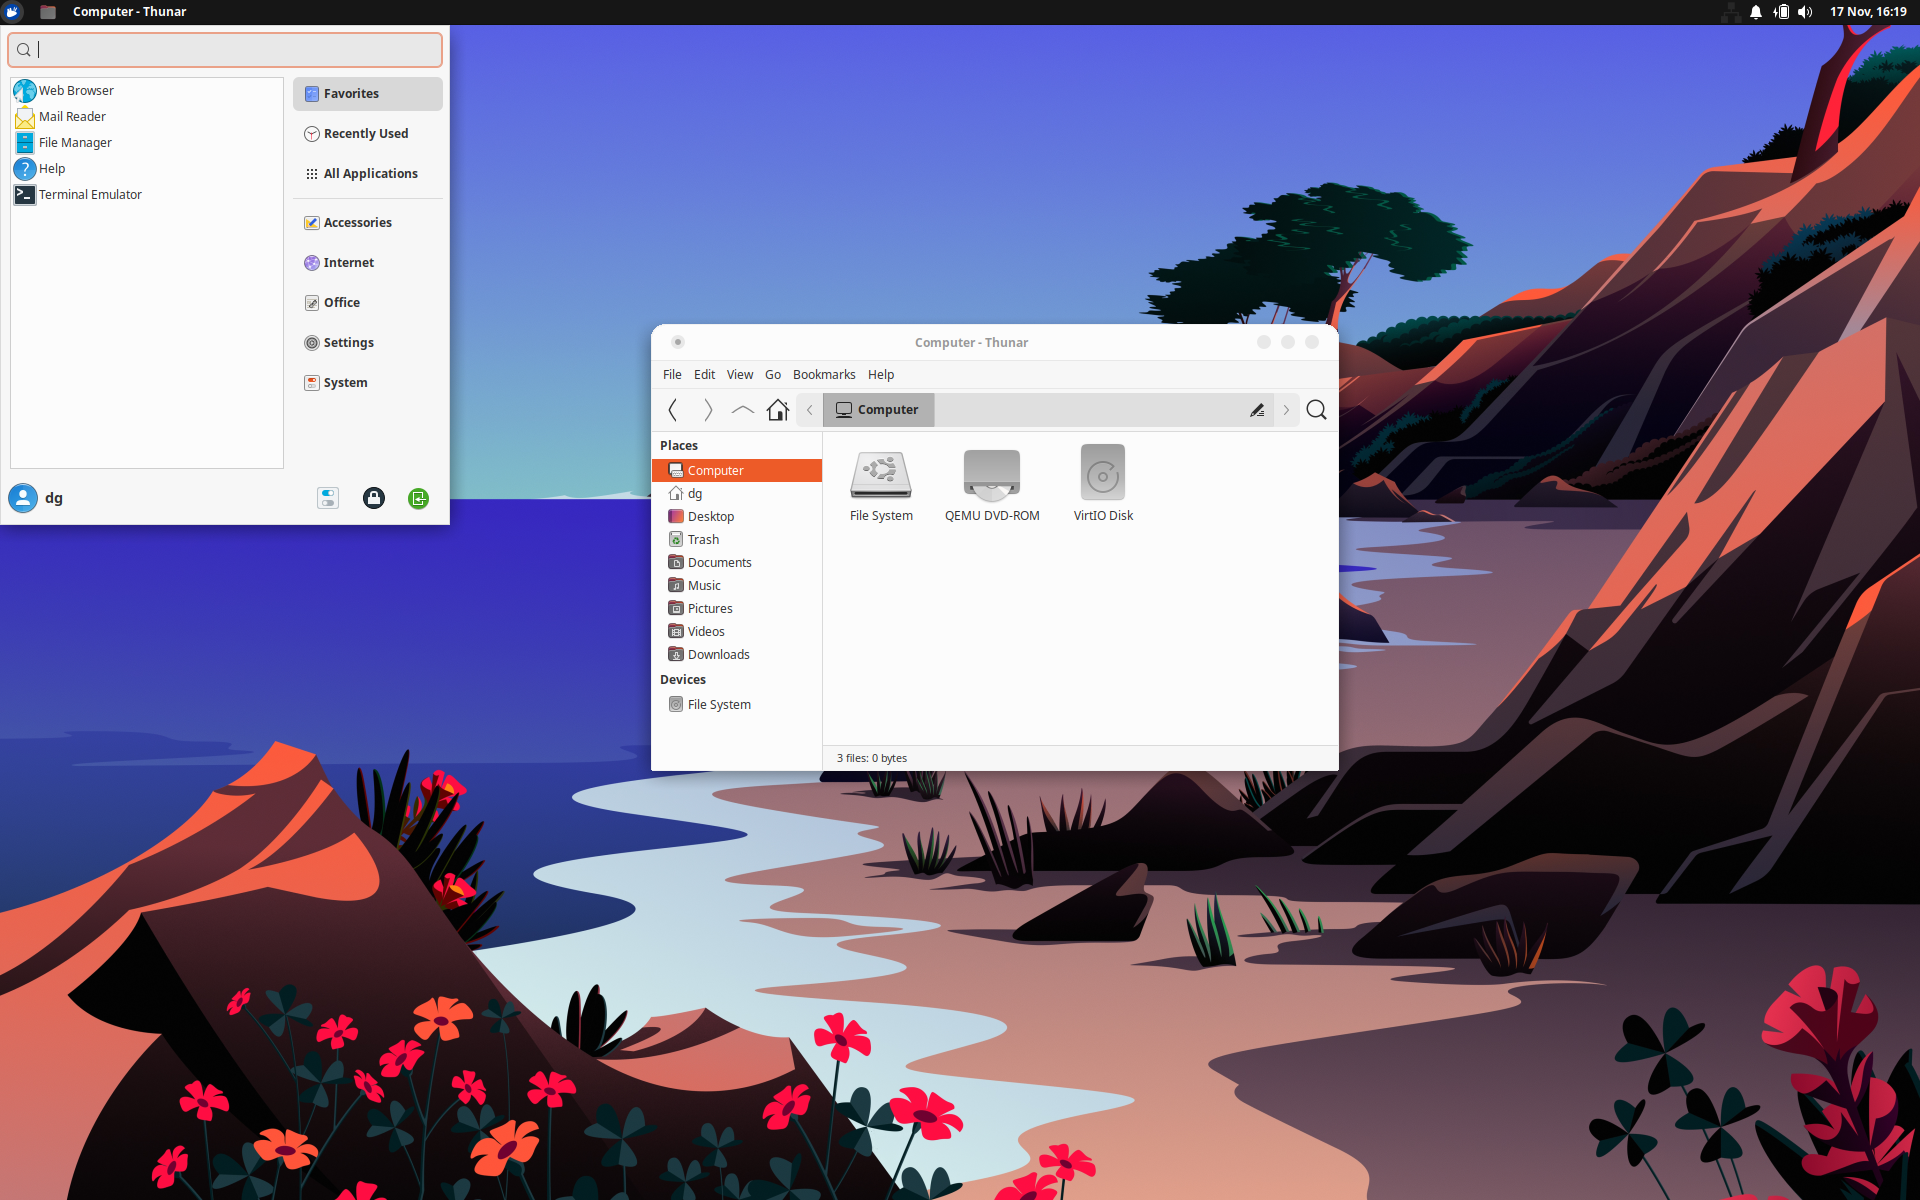 Computer - Thunar
17 Nov, 16:19
Web Browser
Mail Reader
File Manager
Help
Terminal Emulator
Favorites
Recently Used
All Applications
Accessories
Internet
Office
Settings
System
dg
Computer - Thunar
File Edit View Go Bookmarks Help
Computer
Places
Computer
dg
Desktop
Trash
Documents
Music
Pictures
Videos
Downloads
Devices
File System
File System
QEMU DVD-ROM
VirtIO Disk
3 files: 0 bytes